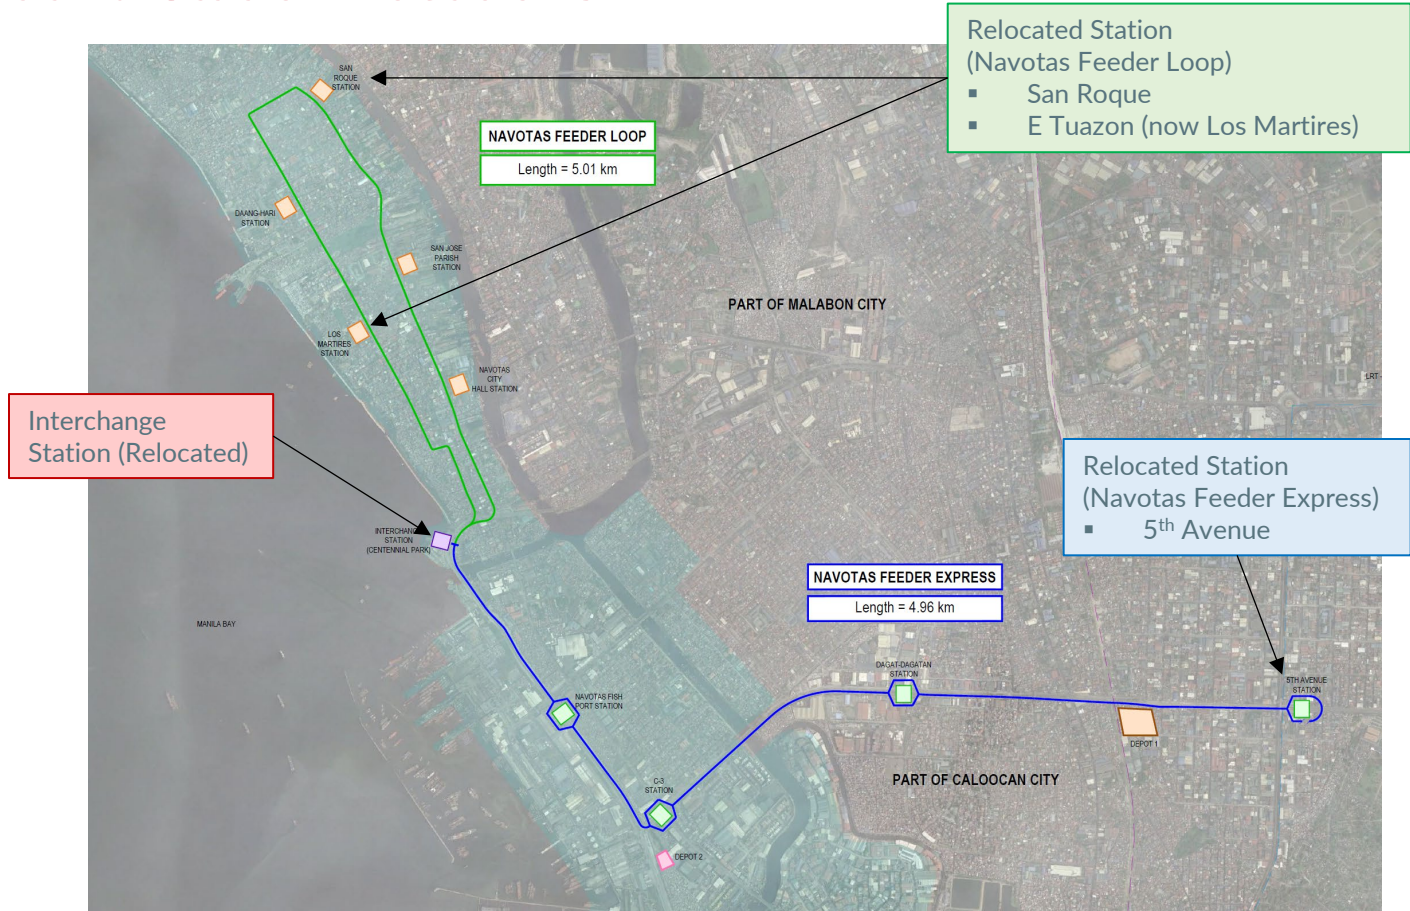 Relocated Station
(Navotas Feeder Loop)
▪ San Roque
▪ E Tuazon (now Los Martires)
SAN
ROQUE
STATION
NAVOTAS FEEDER LOOP
Length = 5.01 km
DAANG-HARI
STATION
SAN JOSE
PARISH
STATION
PART OF MALABON CITY
LOS
MARTIRES
STATION
NAVOTAS
CITY
HALL STATION
LRT -
Interchange
Station (Relocated)
Relocated Station
(Navotas Feeder Express)
▪ 5th Avenue
INTERCHANGE
STATION
(CENTENNIAL PARK)
NAVOTAS FEEDER EXPRESS
Length = 4.96 km
MANILA BAY
DAGAT-DAGATAN
STATION
5TH AVENUE
STATION
NAVOTAS FISH
PORT STATION
DEPOT 1
C-3
STATION
PART OF CALOOCAN CITY
DEPOT 2